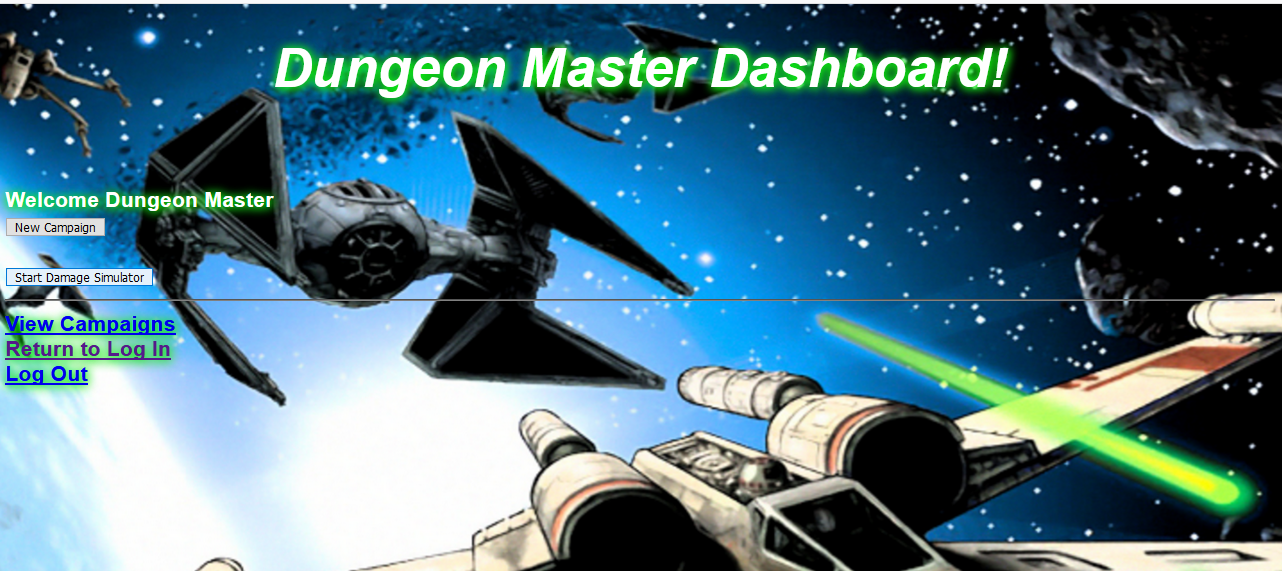 Dungeon Master Dashboard!
Welcome Dungeon Master
New Campaign
Start Damage Simulator
View Campaigns
Return to Log In
Log Out